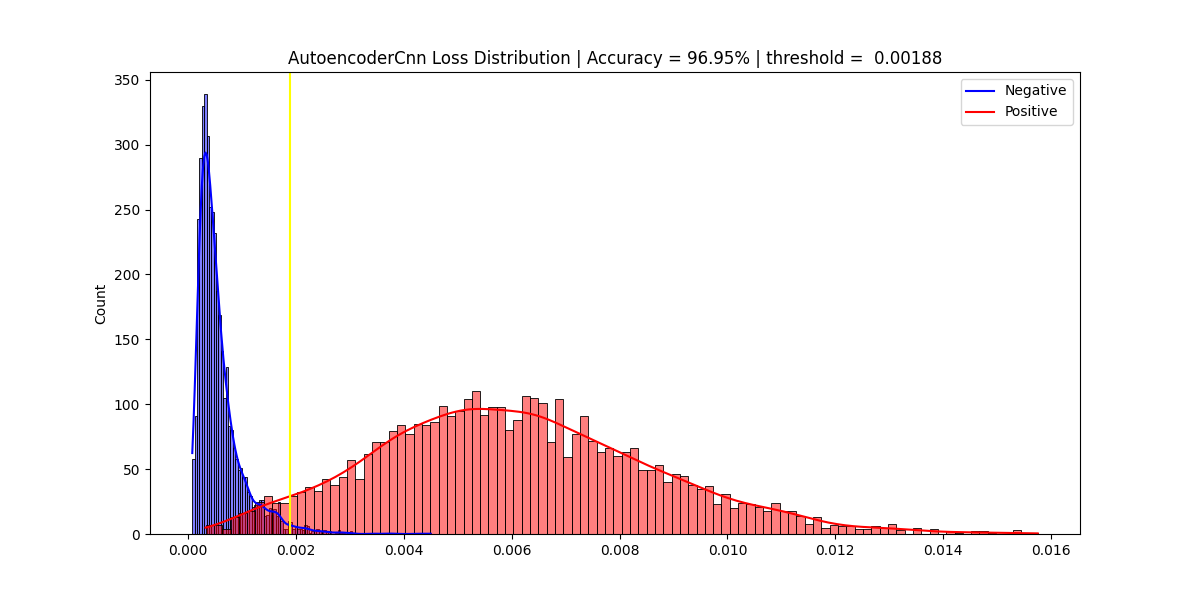 AutoencoderCnn Loss Distribution | Accuracy = 96.95% | threshold =  0.00188
Negative
Positive
Count
350
300
250
200
150
100
50
0
0.000 0.002 0.004 0.006 0.008 0.010 0.012 0.014 0.016